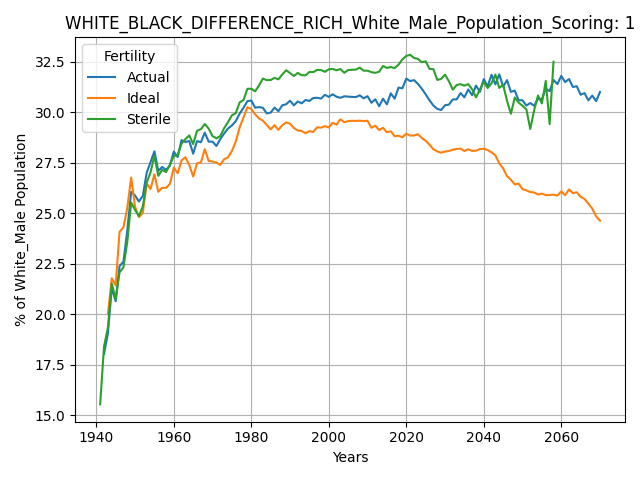 WHITE_BLACK_DIFFERENCE_RICH_White_Male_Population_Scoring: 1
Fertility
Actual
Ideal
Sterile
% of White_Male Population
32.5
30.0
27.5
25.0
22.5
20.0
17.5
15.0
1940 1960 1980 2000 2020 2040 2060
Years